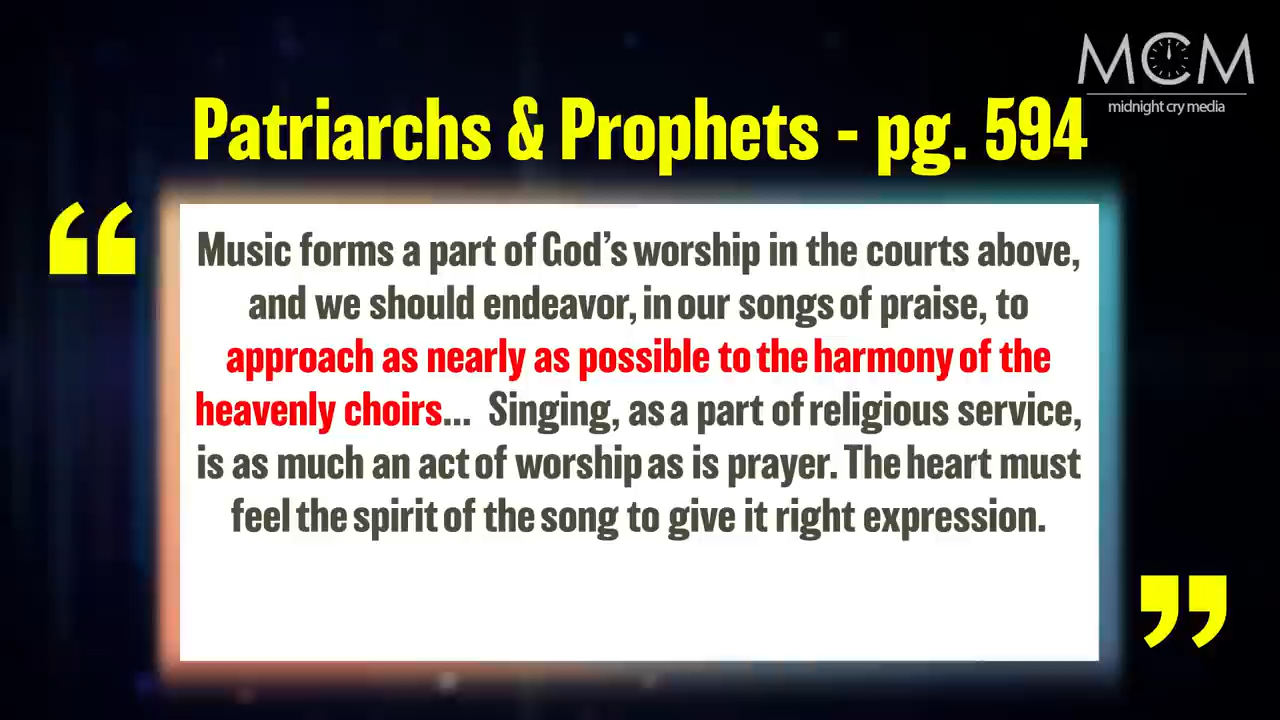 MCM
midnight cry media
Patriarchs & Prophets - pg. 594
“
Music forms a part of God’s worship in the courts above,
and we should endeavor, in our songs of praise, to
approach as nearly as possible to the harmony of the
heavenly choirs... Singing, as a part of religious service,
is as much an act of worship as is prayer. The heart must
feel the spirit of the song to give it right expression.
”